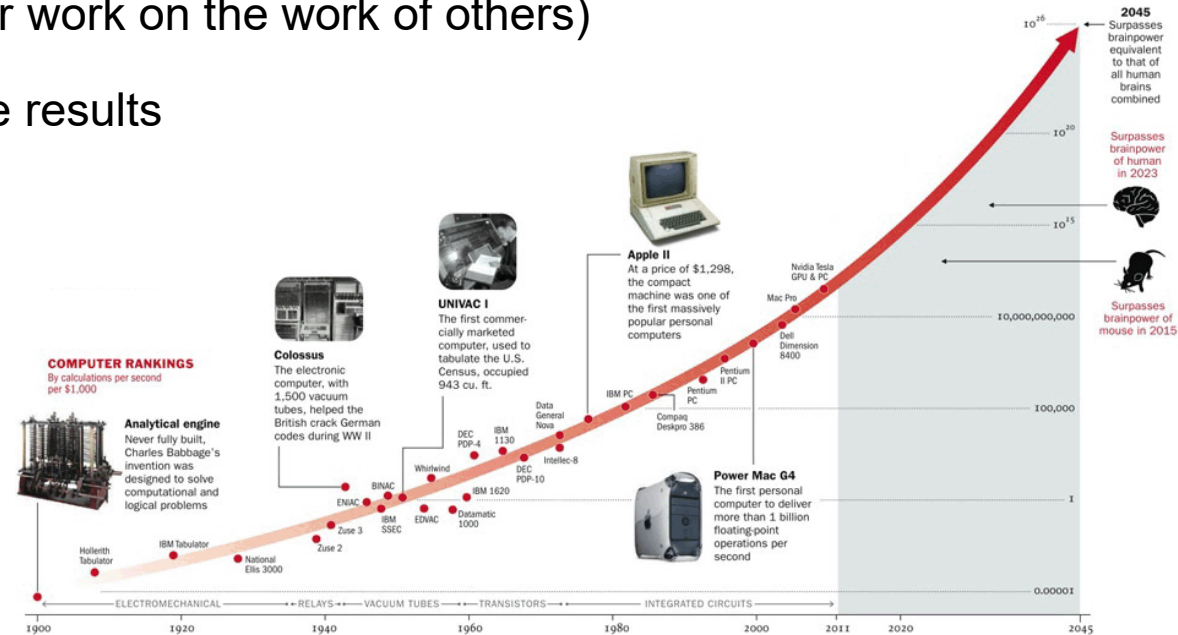 r work on the work of others)
e results
2045
Surpasses
brainpower
equivalent
to that of
all human
brains
combined
10²⁶
10²⁰
Surpasses
brainpower
of human
in 2023
10¹⁵
Surpasses
brainpower of
mouse in 2015
10,000,000,000
100,000
1
0.00001
COMPUTER RANKINGS
By calculations per second
per $1,000
Analytical engine
Never fully built,
Charles Babbage's
invention was
designed to solve
computational and
logical problems
Colossus
The electronic
computer, with
1,500 vacuum
tubes, helped the
British crack German
codes during WW II
UNIVAC I
The first commer-
cially marketed
computer, used to
tabulate the U.S.
Census, occupied
943 cu. ft.
Apple II
At a price of $1,298,
the compact
machine was one of
the first massively
popular personal
computers
Power Mac G4
The first personal
computer to deliver
more than 1 billion
floating-point
operations per
second
Hollerith
Tabulator
IBM Tabulator
National
Ellis 3000
Zuse 2
Zuse 3
ENIAC
BINAC
IBM
SSEC
Whirlwind
EDVAC
Datamatic
1000
IBM 1620
DEC
PDP-4
IBM
1130
DEC
PDP-10
Data
General
Nova
Intellec-8
IBM PC
Compaq
Deskpro 386
Pentium
PC
Pentium
II PC
Dell
Dimension
8400
Mac Pro
Nvidia Tesla
GPU & PC
ELECTROMECHANICAL
RELAYS
VACUUM TUBES
TRANSISTORS
INTEGRATED CIRCUITS
1900
1920
1940
1960
1980
2000
2011
2020
2045